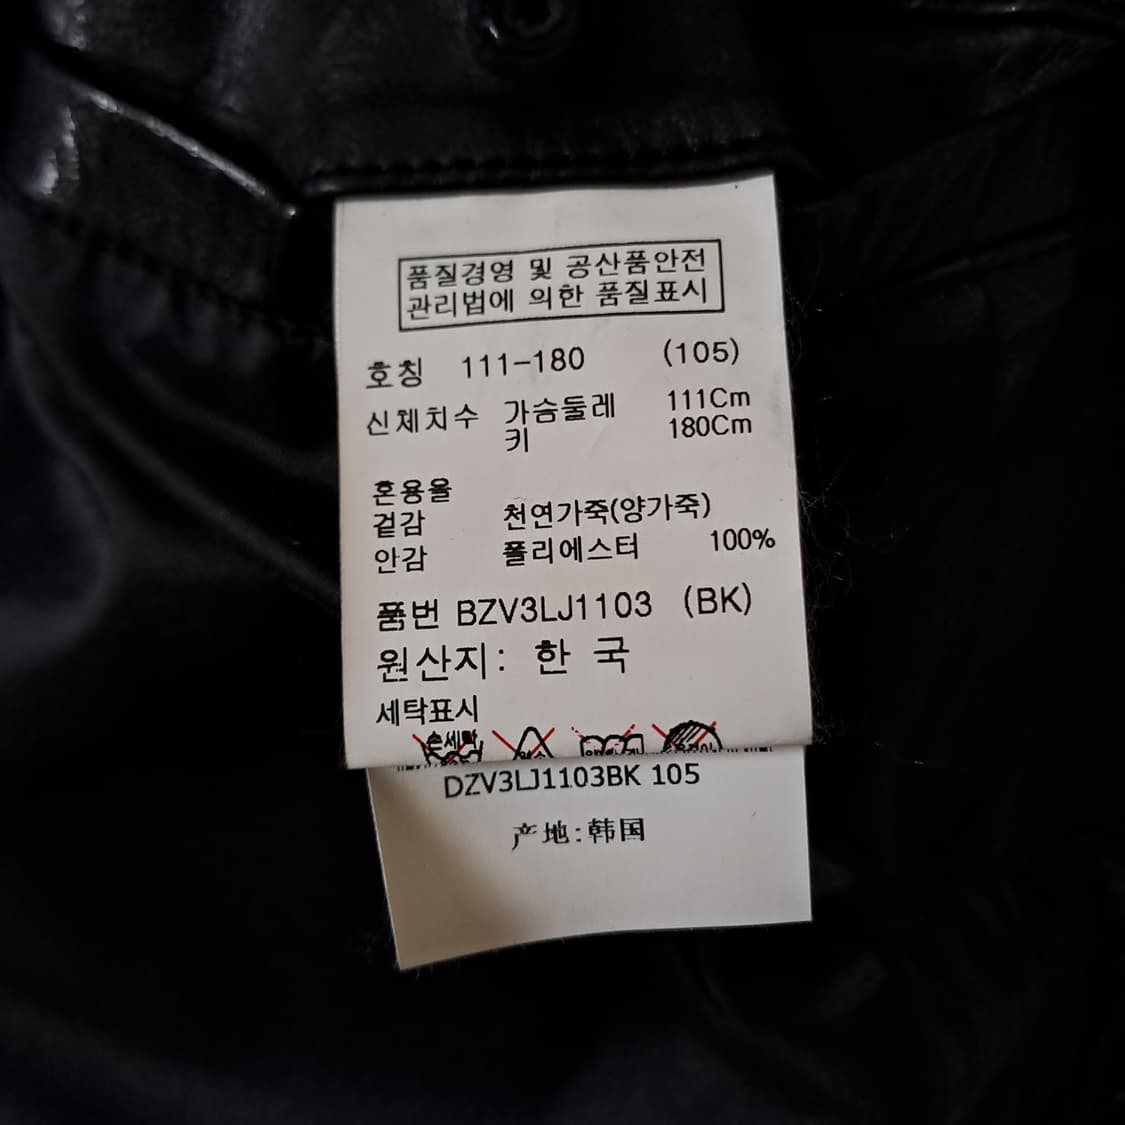 품질경영 및 공산품안전
관리법에 의한 품질표시
호칭 111-180 (105)
신체치수 가슴둘레 111Cm
키 180Cm
혼용율
겉감 천연가죽(양가죽)
안감 폴리에스터 100%
품번 BZV3LJ1103 (BK)
원산지: 한 국
세탁표시
손세탁
DZV3LJ1103BK 105
产地:韩国